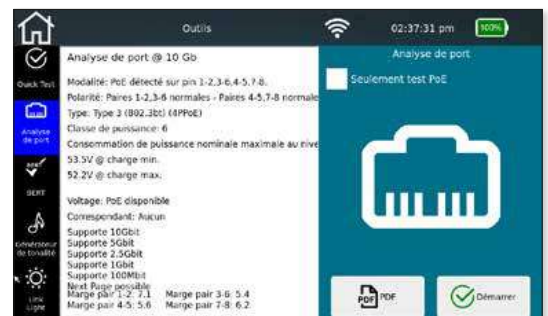 Outils
02:37:31 pm
100%
Quick Test
Analyse de port
BERT
Générateur de tonalité
Link Light
Analyse de port @ 10 Gb
Modalité: PoE détecté sur pin 1-2,3-6,4-5,7-8.
Polarité: Paires 1-2,3-6 normales - Paires 4-5,7-8 normale
Type: Type 3 (802.3bt) (4PPoE)
Classe de puissance: 6
Consommation de puissance nominale maximale au nive
53.5V @ charge min.
52.2V @ charge max.
Voltage: PoE disponible
Correspondant: Aucun
Supporte 10Gbit
Supporte 5Gbit
Supporte 2.5Gbit
Supporte 1Gbit
Supporte 100Mbit
Next Page possible
Marge pair 1-2: 7.1 Marge pair 3-6: 5.4
Marge pair 4-5: 5.6 Marge pair 7-8: 6.2
Analyse de port
Seulement test PoE
PDF PDF
Démarrer